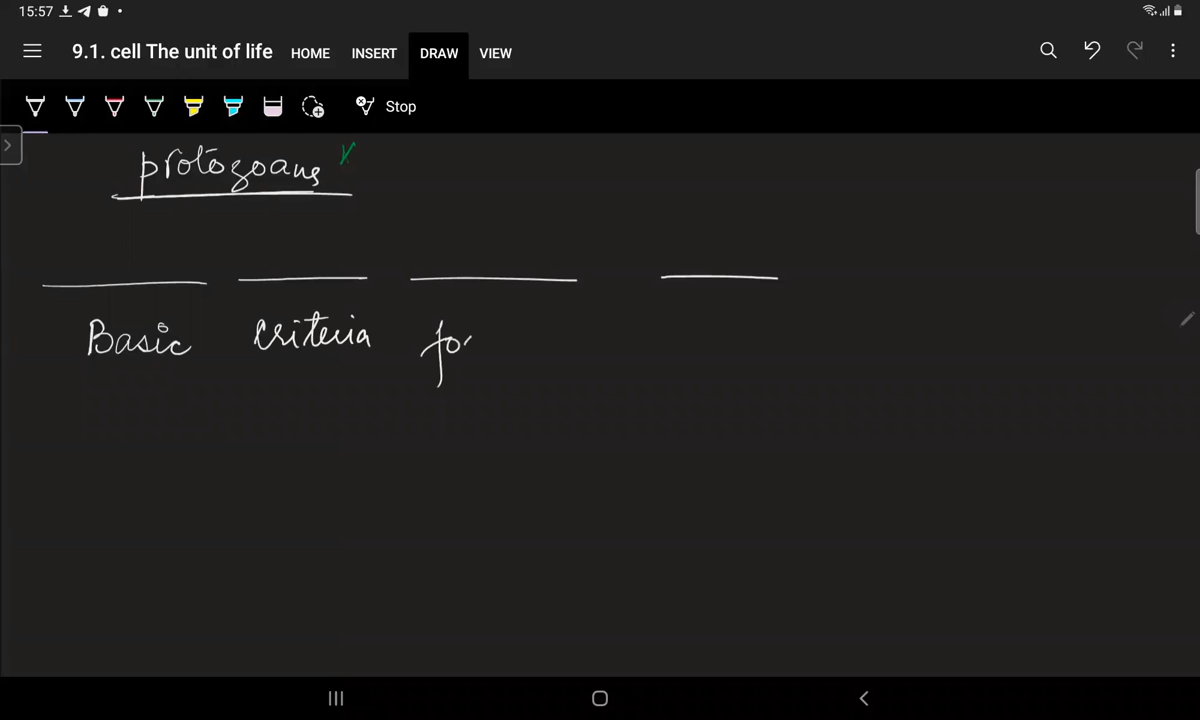 15:57
9.1. cell The unit of life HOME INSERT DRAW VIEW
Stop
protozoans
Basic criteria fo